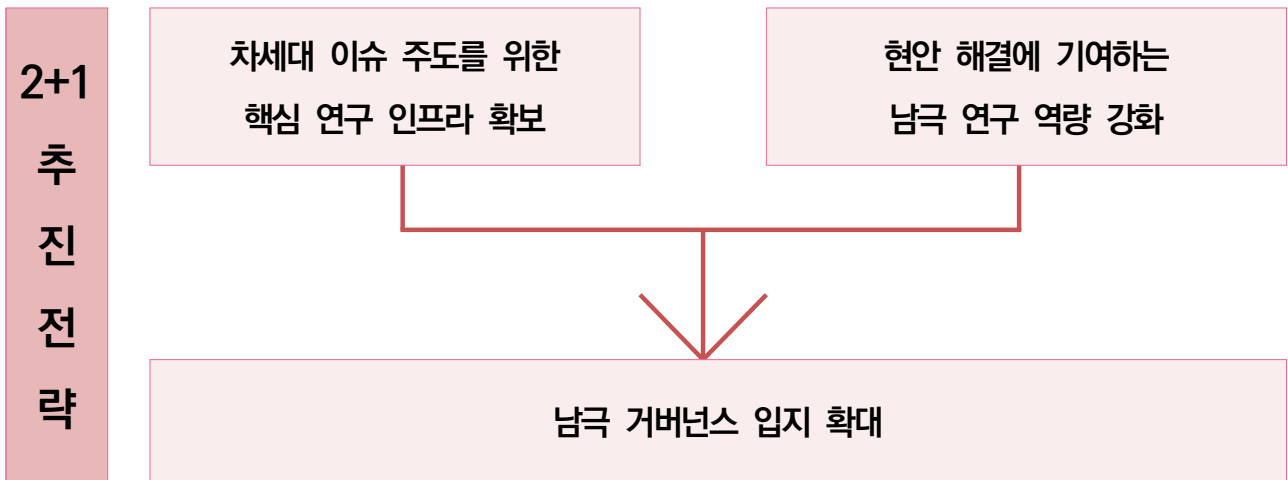 2+1
추
진
전
략
차세대 이슈 주도를 위한
핵심 연구 인프라 확보
현안 해결에 기여하는
남극 연구 역량 강화
남극 거버넌스 입지 확대